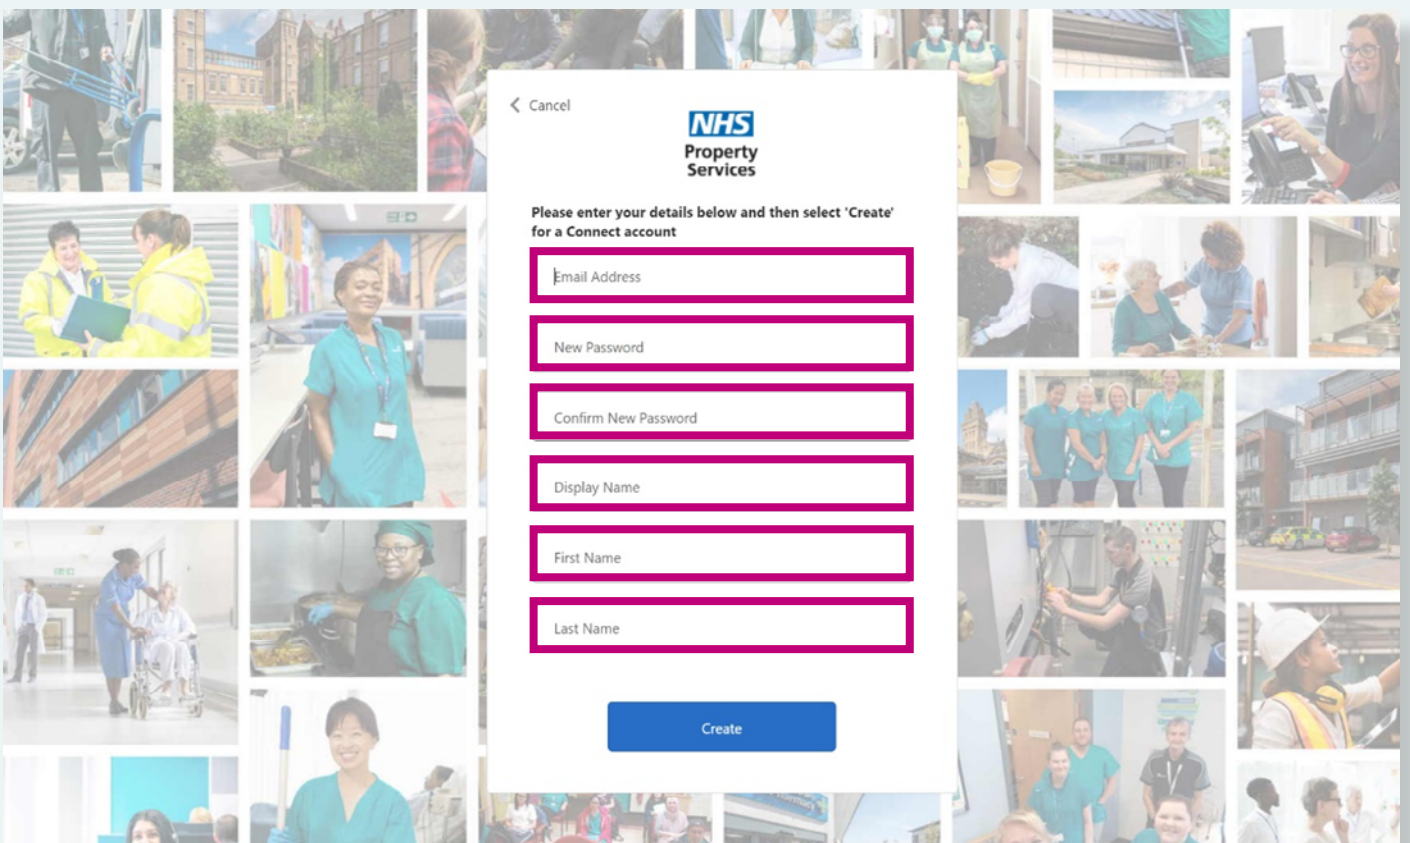 Cancel
NHS
Property
Services
Please enter your details below and then select 'Create'
for a Connect account
Email Address
New Password
Confirm New Password
Display Name
First Name
Last Name
Create